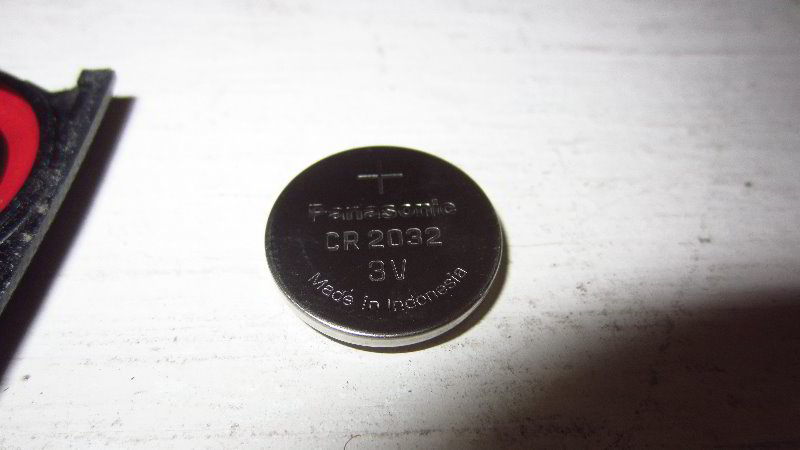 +
Panasonic
CR 2032
3V
Made in Indonesia